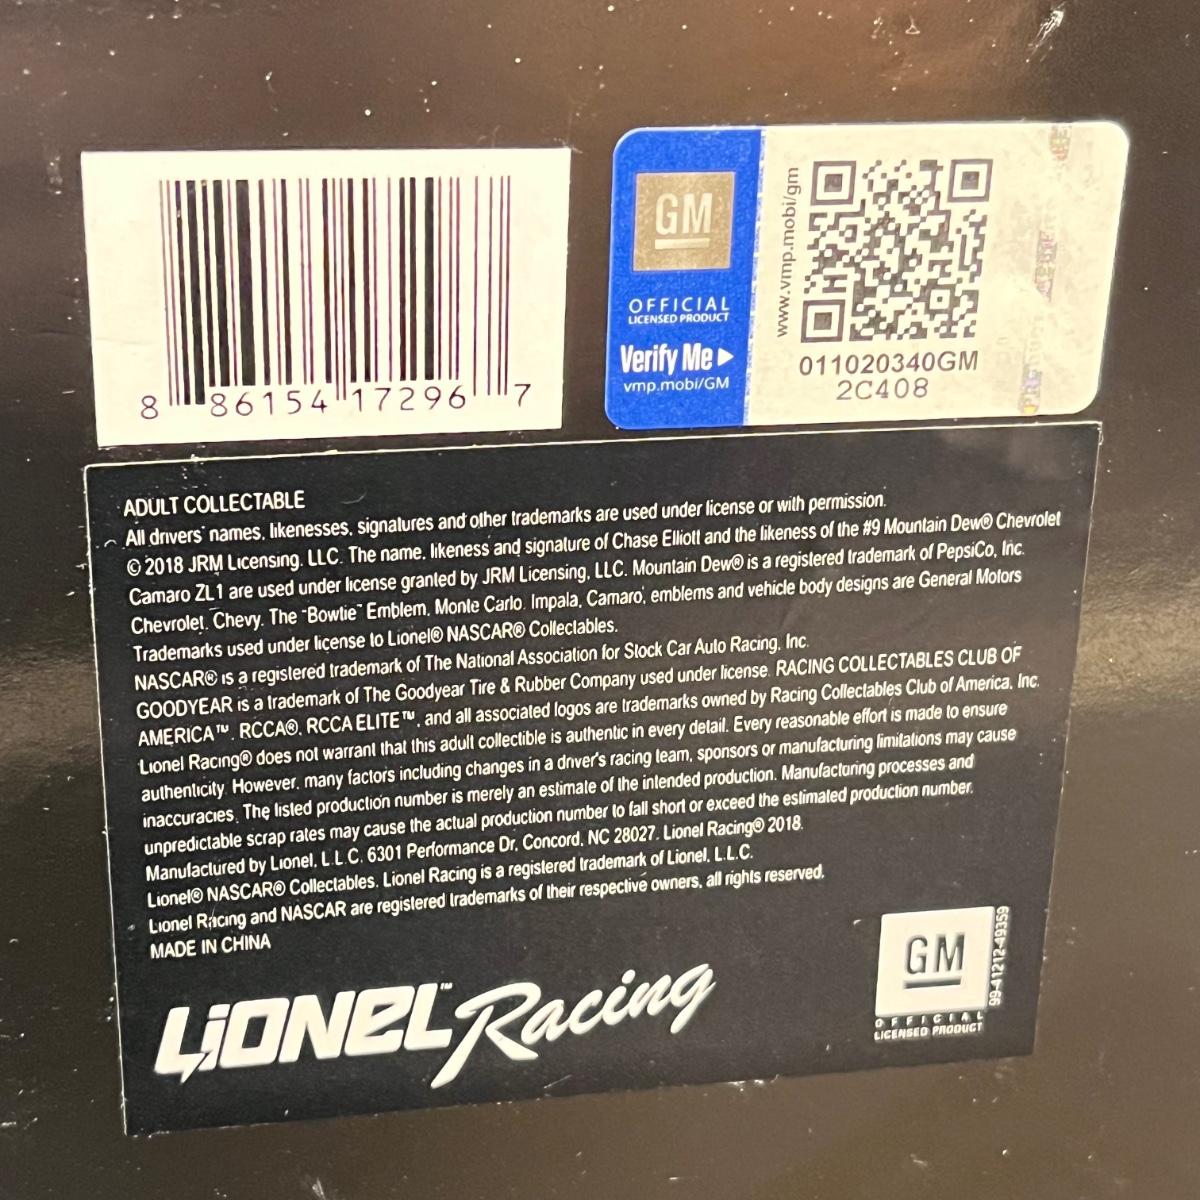 8 86154 17296 7
GM
OFFICIAL
LICENSED PRODUCT
Verify Me
vmp.mobi/GM
www.vmp.mobi/gm
011020340GM
2C408
ADULT COLLECTABLE
All drivers' names, likenesses, signatures and other trademarks are used under license or with permission.
© 2018 JRM Licensing, LLC. The name, likeness and signature of Chase Elliott and the likeness of the #9 Mountain Dew® Chevrolet
Camaro ZL1 are used under license granted by JRM Licensing, LLC. Mountain Dew® is a registered trademark of PepsiCo, Inc.
Chevrolet, Chevy, The "Bowtie" Emblem, Monte Carlo, Impala, Camaro, emblems and vehicle body designs are General Motors
Trademarks used under license to Lionel® NASCAR® Collectables.
NASCAR® is a registered trademark of The National Association for Stock Car Auto Racing, Inc.
GOODYEAR is a trademark of The Goodyear Tire & Rubber Company used under license. RACING COLLECTABLES CLUB OF
AMERICA™, RCCA®, RCCA ELITE™, and all associated logos are trademarks owned by Racing Collectables Club of America, Inc.
Lionel Racing® does not warrant that this adult collectible is authentic in every detail. Every reasonable effort is made to ensure
authenticity. However, many factors including changes in a driver's racing team, sponsors or manufacturing limitations may cause
inaccuracies. The listed production number is merely an estimate of the intended production. Manufacturing processes and
unpredictable scrap rates may cause the actual production number to fall short or exceed the estimated production number.
Manufactured by Lionel, L.L.C. 6301 Performance Dr, Concord, NC 28027. Lionel Racing® 2018.
Lionel® NASCAR® Collectables. Lionel Racing is a registered trademark of Lionel, L.L.C.
Lionel Racing and NASCAR are registered trademarks of their respective owners, all rights reserved.
MADE IN CHINA
LIONEL™ Racing
GM
OFFICIAL
LICENSED PRODUCT
99-41212-49359